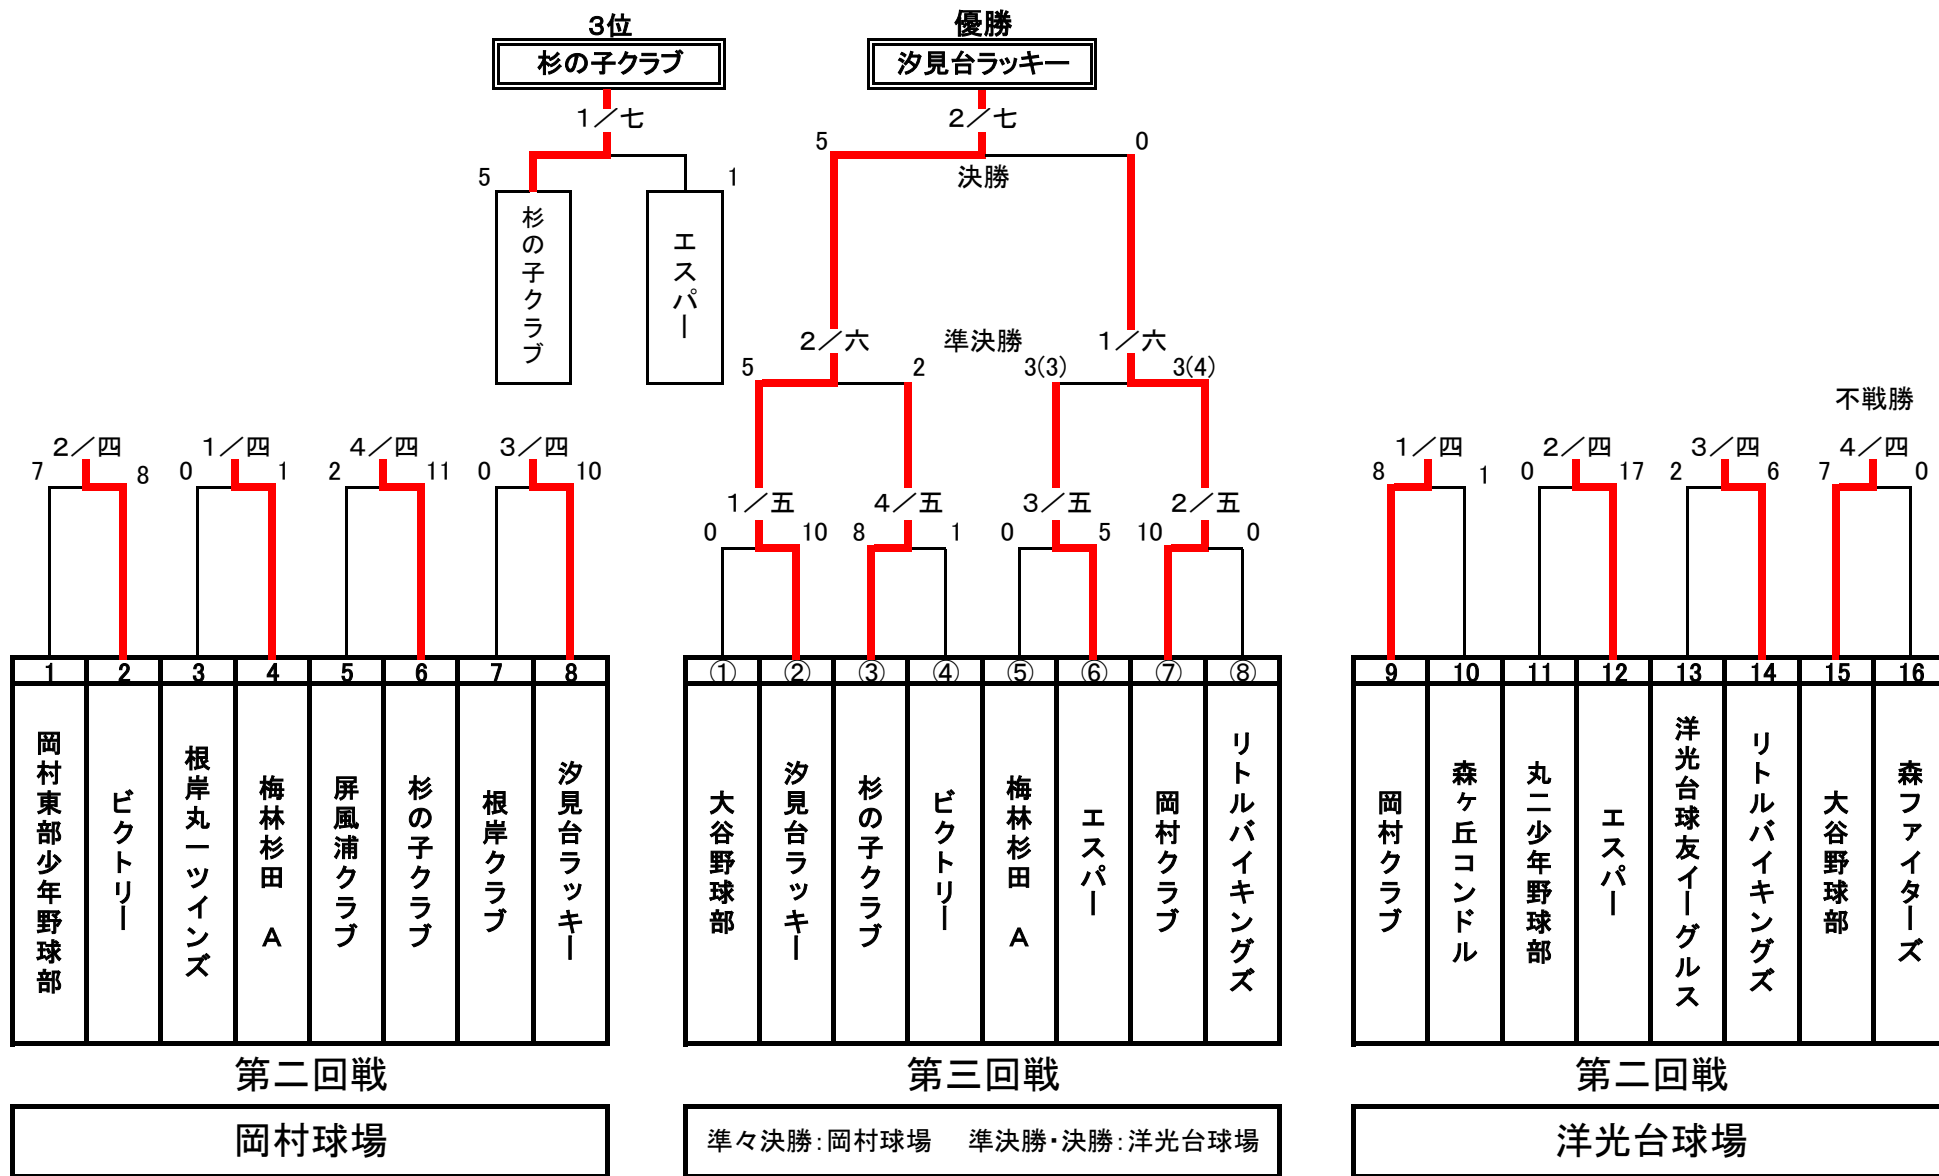 3位
優勝
杉の子クラブ
汐見台ラッキー
1／七
2／七
5
0
決勝
5
1
杉の子クラブ
エスパー
2／六
準決勝
1／六
5
2
3(3)
3(4)
不戦勝
2／四
1／四
4／四
3／四
1／四
2／四
3／四
4／四
7
8
0
1
2
11
0
10
8
1
0
17
2
6
7
0
1／五
4／五
3／五
2／五
0
10
8
1
0
5
10
0
1
2
3
4
5
6
7
8
①
②
③
④
⑤
⑥
⑦
⑧
9
10
11
12
13
14
15
16
岡村東部少年野球部
ビクトリー
根岸丸一ツインズ
梅林杉田　A
屏風浦クラブ
杉の子クラブ
根岸クラブ
汐見台ラッキー
大谷野球部
汐見台ラッキー
杉の子クラブ
ビクトリー
梅林杉田　A
エスパー
岡村クラブ
リトルバイキングズ
岡村クラブ
森ヶ丘コンドル
丸二少年野球部
エスパー
洋光台球友イーグルス
リトルバイキングズ
大谷野球部
森ファイターズ
第二回戦
第三回戦
第二回戦
岡村球場
準々決勝：岡村球場　準決勝・決勝：洋光台球場
洋光台球場